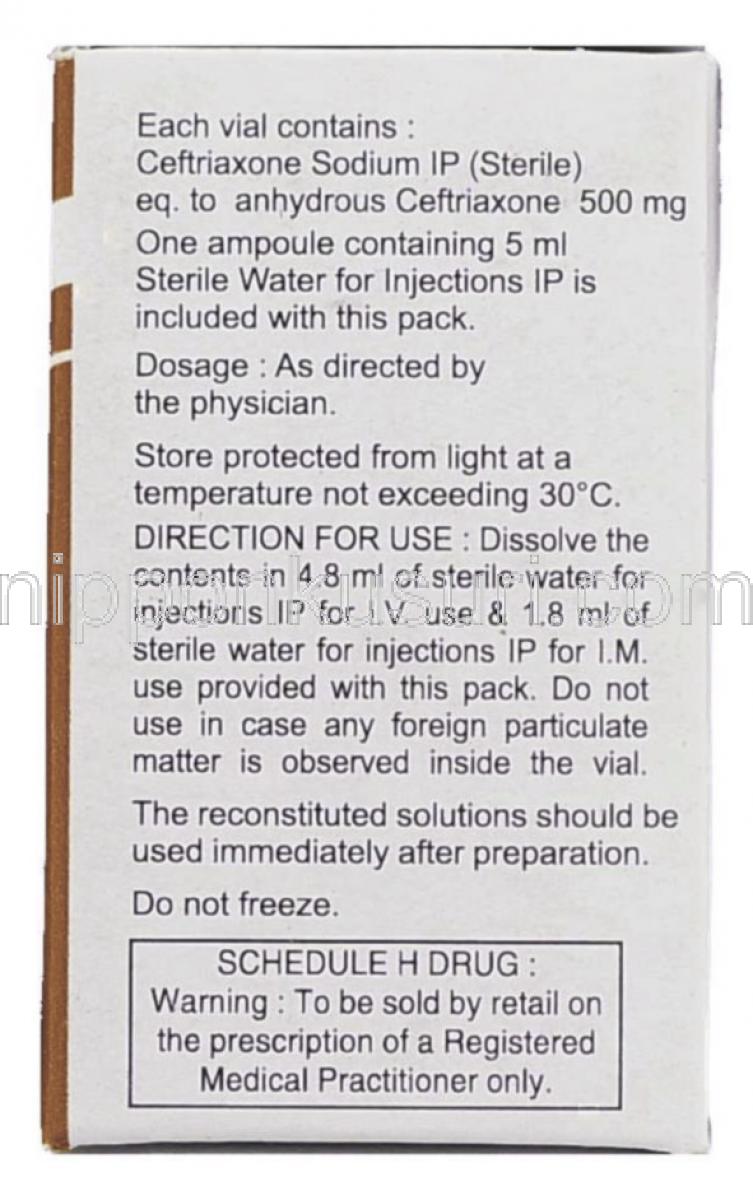 Each vial contains :
Ceftriaxone Sodium IP (Sterile)
eq. to anhydrous Ceftriaxone 500 mg
One ampoule containing 5 ml
Sterile Water for Injections IP is
included with this pack.
Dosage : As directed by
the physician.
Store protected from light at a
temperature not exceeding 30°C.
DIRECTION FOR USE : Dissolve the
contents in 4.8 ml of sterile water for
nipponkusuri.com
injections IP for I.V. use & 1.8 ml of
sterile water for injections IP for I.M.
use provided with this pack. Do not
use in case any foreign particulate
matter is observed inside the vial.
The reconstituted solutions should be
used immediately after preparation.
Do not freeze.
SCHEDULE H DRUG :
Warning : To be sold by retail on
the prescription of a Registered
Medical Practitioner only.